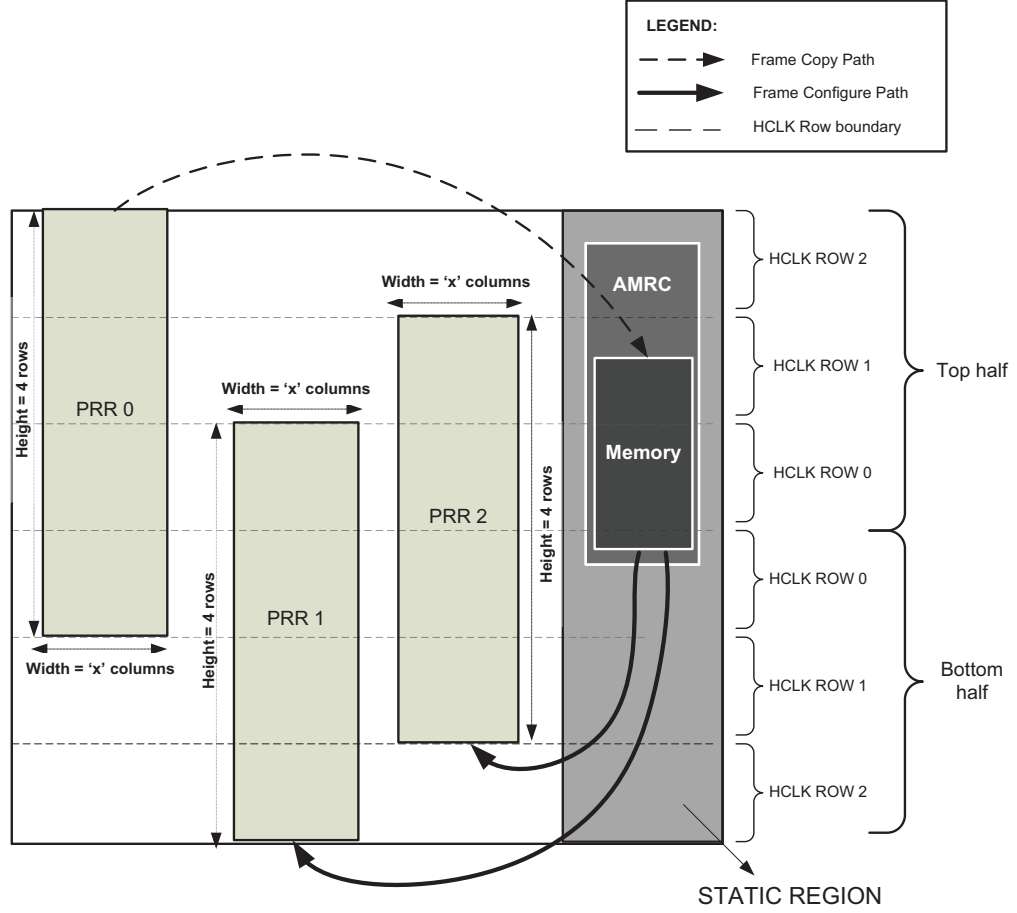 LEGEND:
Frame Copy Path
Frame Configure Path
HCLK Row boundary
HCLK ROW 2
AMRC
Width = ‘x’ columns
HCLK ROW 1
Top half
Width = ‘x’ columns
Height = 4 rows
PRR 0
Memory
HCLK ROW 0
PRR 2
Height = 4 rows
HCLK ROW 0
PRR 1
Height = 4 rows
Width = ‘x’ columns
HCLK ROW 1
Bottom
half
HCLK ROW 2
STATIC REGION